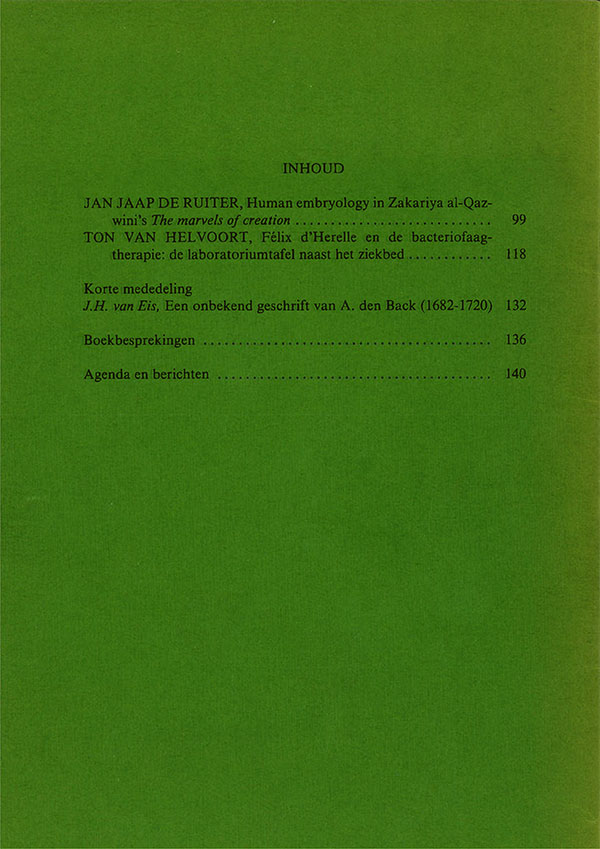 INHOUD
JAN JAAP DE RUITER, Human embryology in Zakariya al-Qaz-
wini's The marvels of creation ............................ 99
TON VAN HELVOORT, Félix d'Herelle en de bacteriofaag-
therapie: de laboratoriumtafel naast het ziekbed ............ 118
Korte mededeling
J.H. van Eis, Een onbekend geschrift van A. den Back (1682-1720) 132
Boekbesprekingen ......................................... 136
Agenda en berichten ....................................... 140